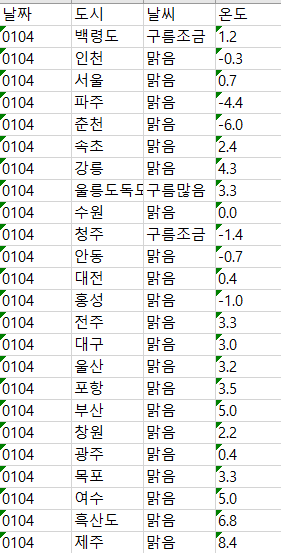 날짜 도시 날씨 온도
0104 백령도 구름조금 1.2
0104 인천 맑음 -0.3
0104 서울 맑음 0.7
0104 파주 맑음 -4.4
0104 춘천 맑음 -6.0
0104 속초 맑음 2.4
0104 강릉 맑음 4.3
0104 울릉도독도 구름많음 3.3
0104 수원 맑음 0.0
0104 청주 구름조금 -1.4
0104 안동 맑음 -0.7
0104 대전 맑음 0.4
0104 홍성 맑음 -1.0
0104 전주 맑음 3.3
0104 대구 맑음 3.0
0104 울산 맑음 3.2
0104 포항 맑음 3.5
0104 부산 맑음 5.0
0104 창원 맑음 2.2
0104 광주 맑음 0.4
0104 목포 맑음 3.3
0104 여수 맑음 5.0
0104 흑산도 맑음 6.8
0104 제주 맑음 8.4